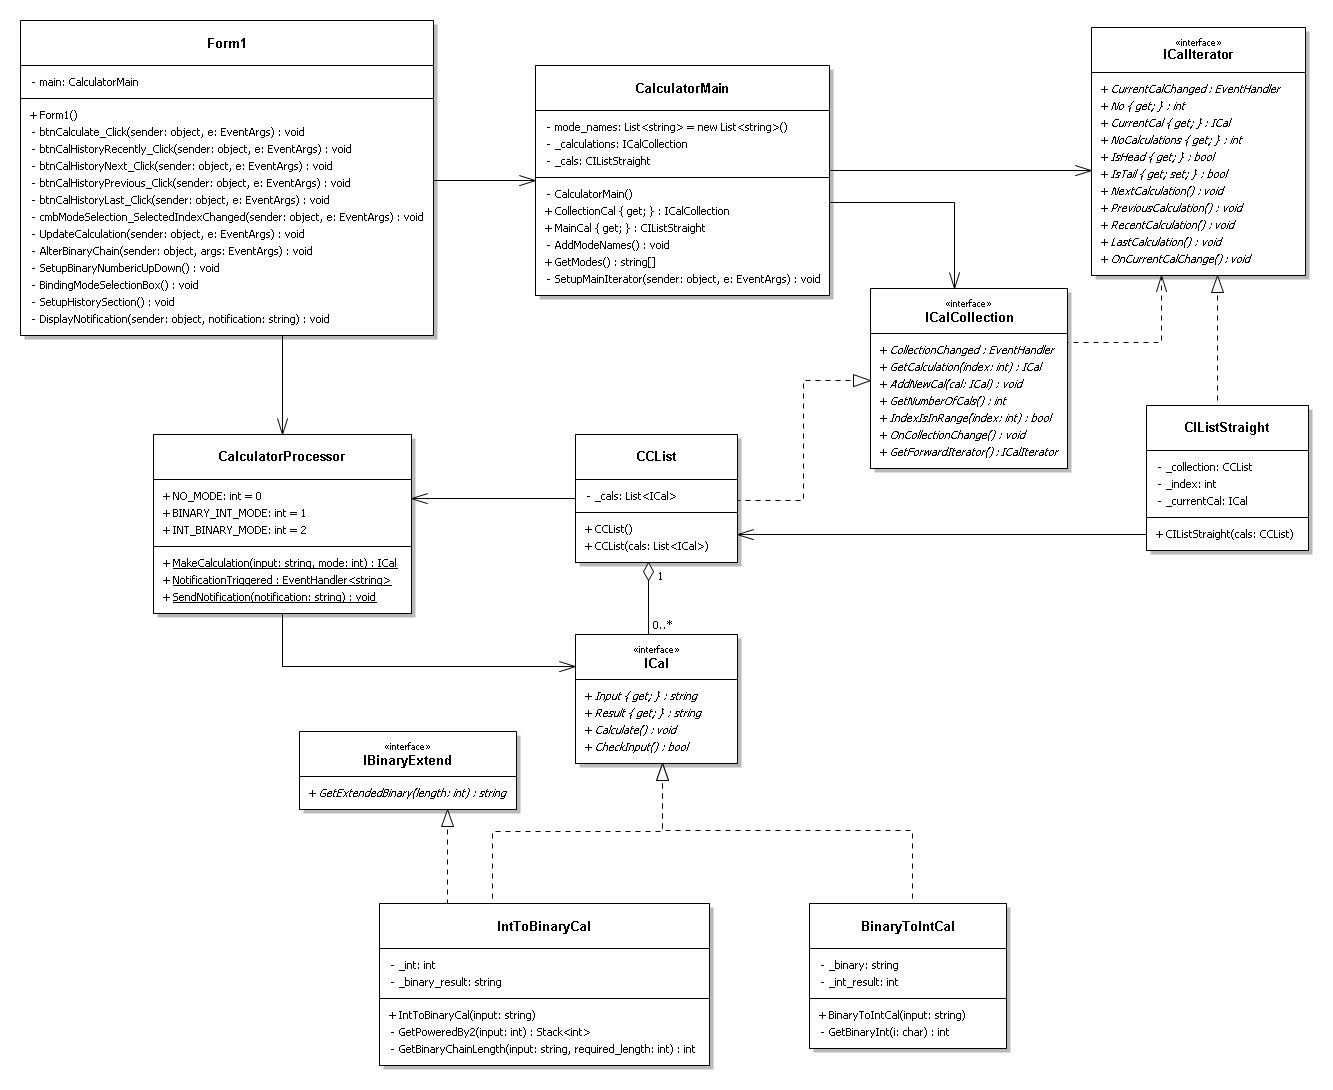 Form1
- main: CalculatorMain
+ Form1()
- btnCalculate_Click(sender: object, e: EventArgs) : void
- btnCalHistoryRecently_Click(sender: object, e: EventArgs) : void
- btnCalHistoryNext_Click(sender: object, e: EventArgs) : void
- btnCalHistoryPrevious_Click(sender: object, e: EventArgs) : void
- btnCalHistoryLast_Click(sender: object, e: EventArgs) : void
- cmbModeSelection_SelectedIndexChanged(sender: object, e: EventArgs) : void
- UpdateCalculation(sender: object, e: EventArgs) : void
- AlterBinaryChain(sender: object, args: EventArgs) : void
- SetupBinaryNumbericUpDown() : void
- BindingModeSelectionBox() : void
- SetupHistorySection() : void
- DisplayNotification(sender: object, notification: string) : void
CalculatorMain
- mode_names: List<string> = new List<string>()
- _calculations: ICalCollection
- _cals: CIListStraight
- CalculatorMain()
+ CollectionCal { get; } : ICalCollection
+ MainCal { get; } : CIListStraight
- AddModeNames() : void
+ GetModes() : string[]
- SetupMainIterator(sender: object, e: EventArgs) : void
«interface»
ICalIterator
+ CurrentCalChanged : EventHandler
+ No { get; } : int
+ CurrentCal { get; } : ICal
+ NoCalculations { get; } : int
+ IsHead { get; } : bool
+ IsTail { get; set; } : bool
+ NextCalculation() : void
+ PreviousCalculation() : void
+ RecentCalculation() : void
+ LastCalculation() : void
+ OnCurrentCalChange() : void
«interface»
ICalCollection
+ CollectionChanged : EventHandler
+ GetCalculation(index: int) : ICal
+ AddNewCal(cal: ICal) : void
+ GetNumberOfCals() : int
+ IndexIsInRange(index: int) : bool
+ OnCollectionChange() : void
+ GetForwardIterator() : ICalIterator
CIListStraight
- _collection: CCList
- _index: int
- _currentCal: ICal
+ CIListStraight(cals: CCList)
CalculatorProcessor
+ NO_MODE: int = 0
+ BINARY_INT_MODE: int = 1
+ INT_BINARY_MODE: int = 2
+ MakeCalculation(input: string, mode: int) : ICal
+ NotificationTriggered : EventHandler<string>
+ SendNotification(notification: string) : void
CCList
- _cals: List<ICal>
+ CCList()
+ CCList(cals: List<ICal>)
1
0..*
«interface»
ICal
+ Input { get; } : string
+ Result { get; } : string
+ Calculate() : void
+ CheckInput() : bool
«interface»
IBinaryExtend
+ GetExtendedBinary(length: int) : string
IntToBinaryCal
- _int: int
- _binary_result: string
+ IntToBinaryCal(input: string)
- GetPoweredBy2(input: int) : Stack<int>
- GetBinaryChainLength(input: string, required_length: int) : int
BinaryToIntCal
- _binary: string
- _int_result: int
+ BinaryToIntCal(input: string)
- GetBinaryInt(i: char) : int